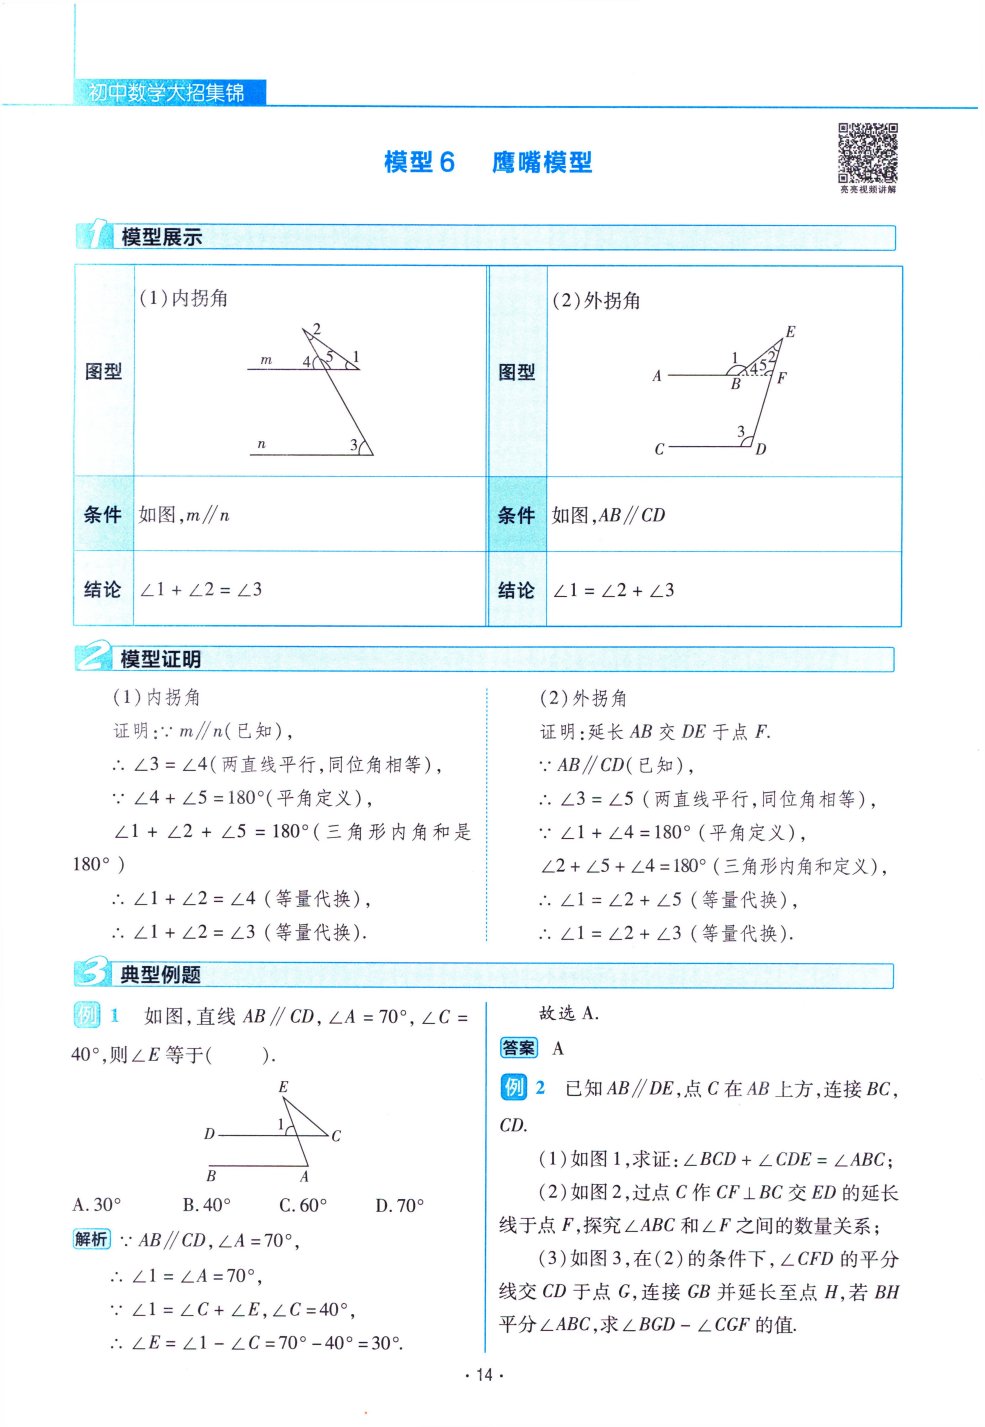 初中数学大招集锦
模型6 鹰嘴模型
亮亮视频讲解
1 模型展示
图型
(1)内拐角
m
n
2
4
5
1
3
图型
(2)外拐角
A
B
C
D
E
F
1
4
5
2
3
条件
如图,m∥n
条件
如图,AB∥CD
结论
∠1+∠2=∠3
结论
∠1=∠2+∠3
2 模型证明
(1)内拐角
证明:∵m∥n(已知),
∴∠3=∠4(两直线平行,同位角相等),
∵∠4+∠5=180°(平角定义),
∠1+∠2+∠5=180°(三角形内角和是
180°)
∴∠1+∠2=∠4(等量代换),
∴∠1+∠2=∠3(等量代换).
(2)外拐角
证明:延长AB交DE于点F.
∵AB∥CD(已知),
∴∠3=∠5(两直线平行,同位角相等),
∵∠1+∠4=180°(平角定义),
∠2+∠5+∠4=180°(三角形内角和定义),
∴∠1=∠2+∠5(等量代换),
∴∠1=∠2+∠3(等量代换).
3 典型例题
例1 如图,直线AB∥CD,∠A=70°,∠C=
40°,则∠E等于( ).
E
1
D
C
B
A
A.30° B.40° C.60° D.70°
解析 ∵AB∥CD,∠A=70°,
∴∠1=∠A=70°,
∵∠1=∠C+∠E,∠C=40°,
∴∠E=∠1-∠C=70°-40°=30°.
故选A.
答案 A
例2 已知AB∥DE,点C在AB上方,连接BC,
CD.
(1)如图1,求证:∠BCD+∠CDE=∠ABC;
(2)如图2,过点C作CF⊥BC交ED的延长
线于点F,探究∠ABC和∠F之间的数量关系;
(3)如图3,在(2)的条件下,∠CFD的平分
线交CD于点G,连接GB并延长至点H,若BH
平分∠ABC,求∠BGD-∠CGF的值.
·14·